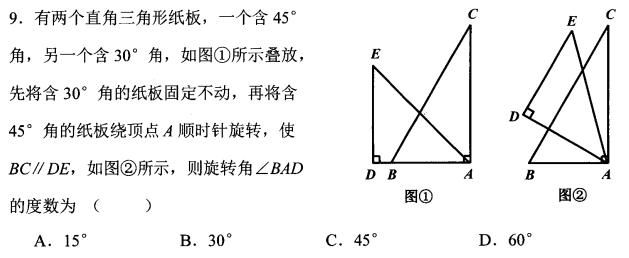 9．有两个直角三角形纸板，一个含45°
角，另一个含30°角，如图①所示叠放，
先将含30°角的纸板固定不动，再将含
45°角的纸板绕顶点A顺时针旋转，使
BC∥DE，如图②所示，则旋转角∠BAD
的度数为（　　）
A．15°　B．30°　C．45°　D．60°
C
E
D B A
图①
E C
D
B A
图②